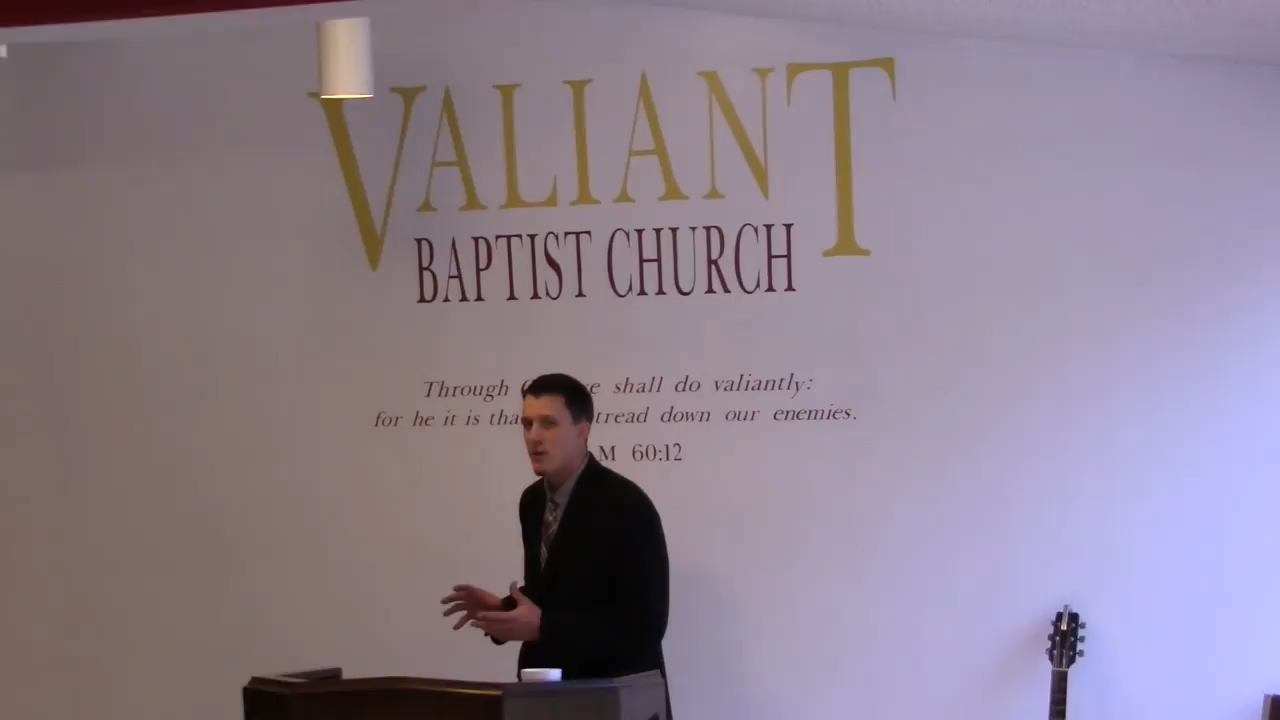 VALIANT
BAPTIST CHURCH
Through shall do valiantly:
for he it is tread down our enemies.
60:12